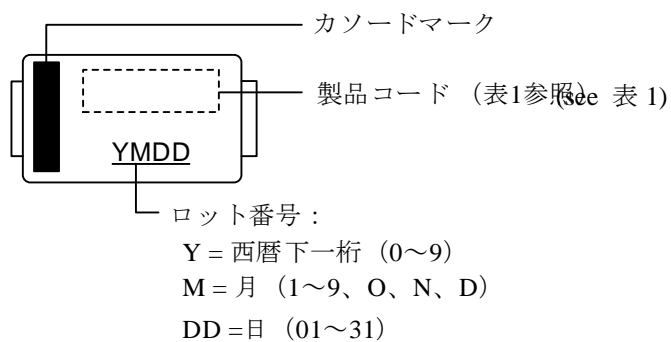 カソードマーク
製品コード （表1参照）(see 表 1)
YMDD
ロット番号：
Y = 西暦下一桁（0～9）
M = 月（1～9、O、N、D）
DD =日（01～31）